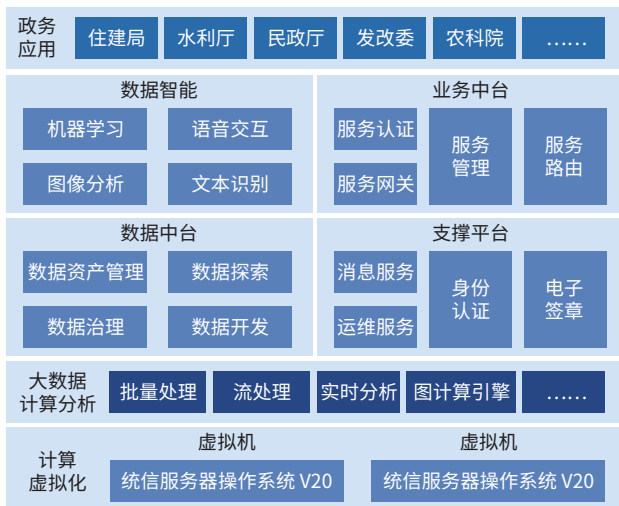 政务
应用
住建局
水利厅
民政厅
发改委
农科院
……
数据智能
机器学习
语音交互
图像分析
文本识别
业务中台
服务认证
服务网关
服务
管理
服务
路由
数据中台
数据资产管理
数据探索
数据治理
数据开发
支撑平台
消息服务
运维服务
身份
认证
电子
签章
大数据
计算分析
批量处理
流处理
实时分析
图计算引擎
……
计算
虚拟化
虚拟机
统信服务器操作系统 V20
虚拟机
统信服务器操作系统 V20